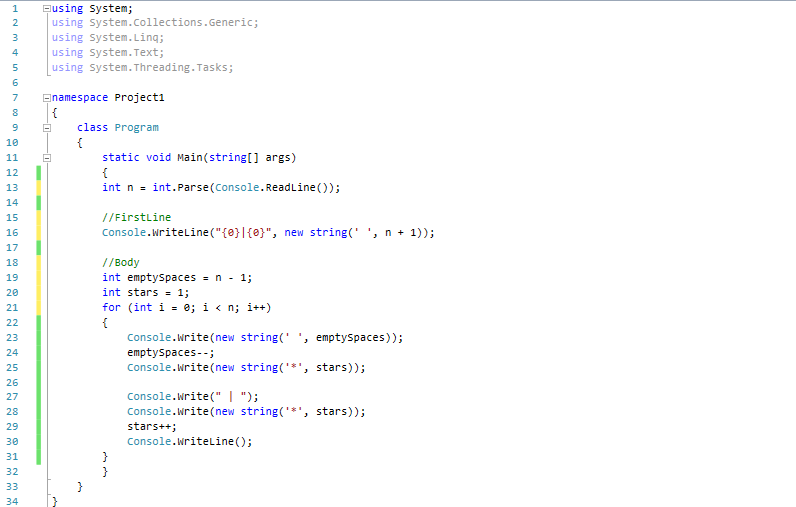 1 using System;
2 using System.Collections.Generic;
3 using System.Linq;
4 using System.Text;
5 using System.Threading.Tasks;
6
7 namespace Project1
8 {
9 class Program
10 {
11 static void Main(string[] args)
12 {
13 int n = int.Parse(Console.ReadLine());
14
15 //FirstLine
16 Console.WriteLine("{0}|{0}", new string(' ', n + 1));
17
18 //Body
19 int emptySpaces = n - 1;
20 int stars = 1;
21 for (int i = 0; i < n; i++)
22 {
23 Console.Write(new string(' ', emptySpaces));
24 emptySpaces--;
25 Console.Write(new string('*', stars));
26
27 Console.Write(" | ");
28 Console.Write(new string('*', stars));
29 stars++;
30 Console.WriteLine();
31 }
32 }
33 }
34 }